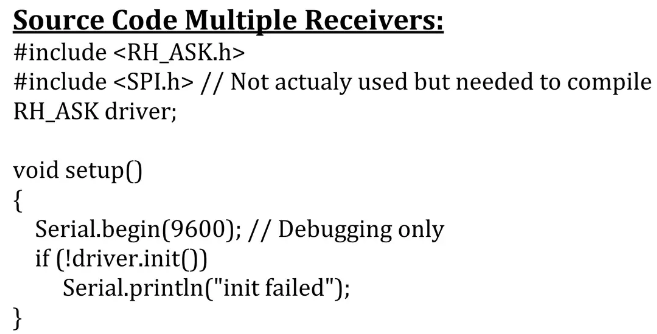 Source Code Multiple Receivers:
#include <RH_ASK.h>
#include <SPI.h> // Not actualy used but needed to compile
RH_ASK driver;
void setup()
{
Serial.begin(9600); // Debugging only
if (!driver.init())
Serial.println("init failed");
}